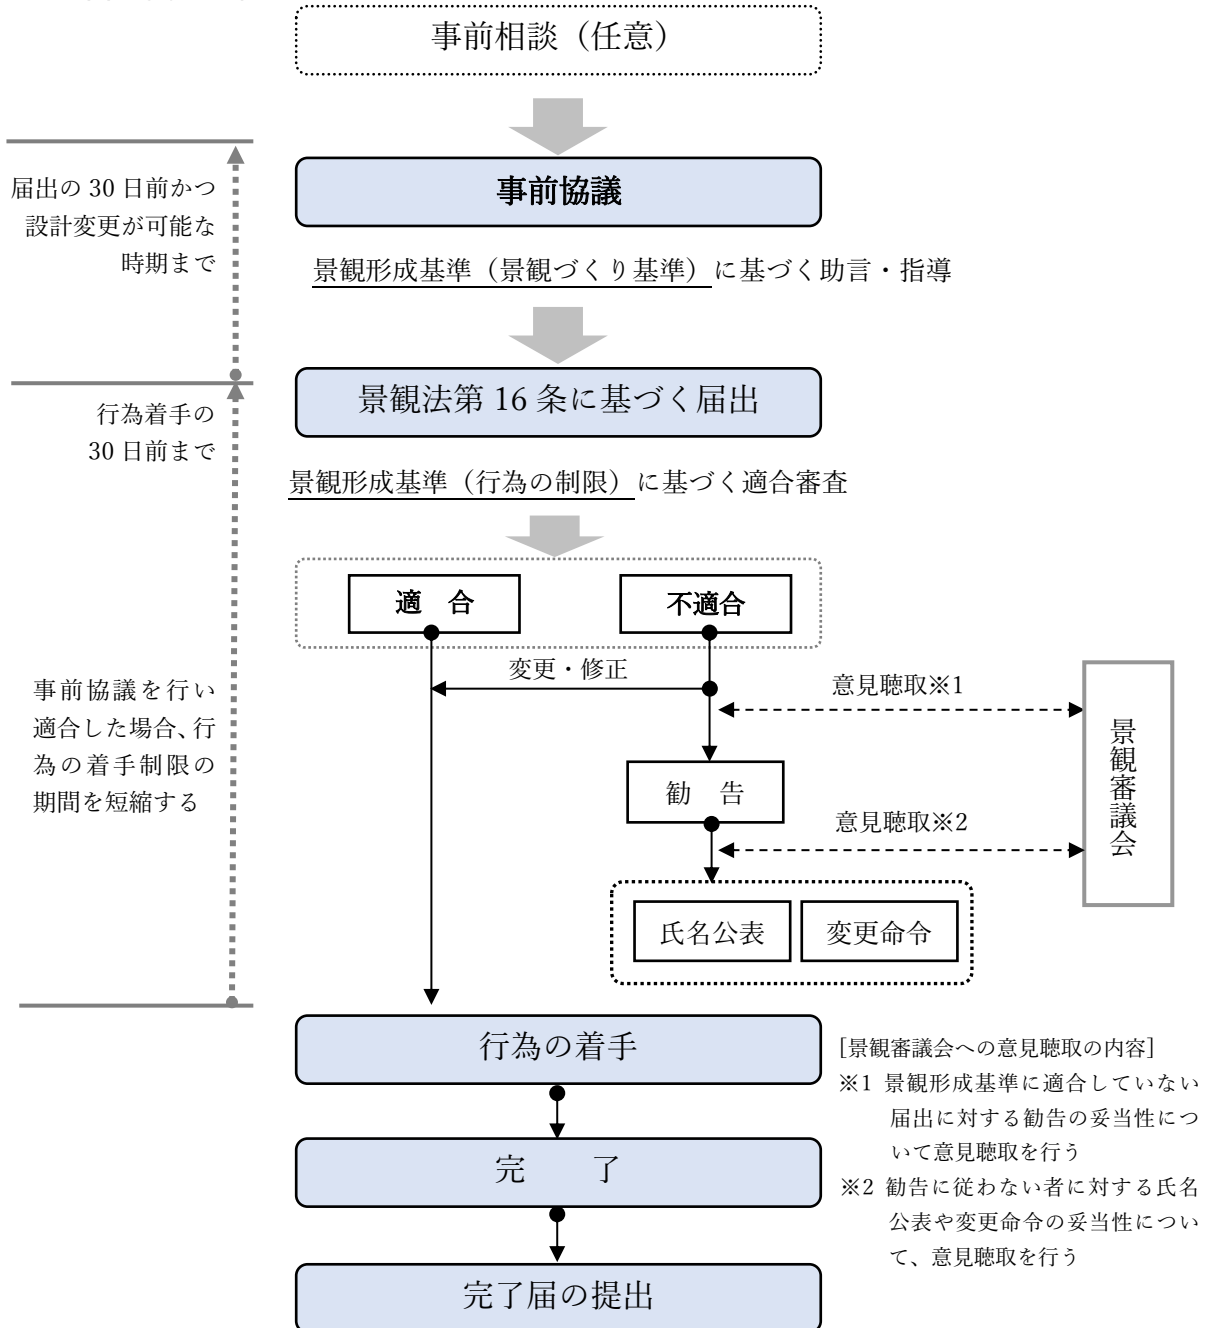 事前相談（任意）
事前協議
届出の 30 日前かつ
設計変更が可能な
時期まで
景観形成基準（景観づくり基準）に基づく助言・指導
景観法第 16 条に基づく届出
行為着手の
30 日前まで
景観形成基準（行為の制限）に基づく適合審査
適　合
不適合
変更・修正
意見聴取※1
景観審議会
事前協議を行い
適合した場合、行
為の着手制限の
期間を短縮する
勧　告
意見聴取※2
氏名公表
変更命令
行為の着手
[景観審議会への意見聴取の内容]
※1 景観形成基準に適合していない
届出に対する勧告の妥当性につ
いて意見聴取を行う
※2 勧告に従わない者に対する氏名
公表や変更命令の妥当性につい
て、意見聴取を行う
完　　了
完了届の提出